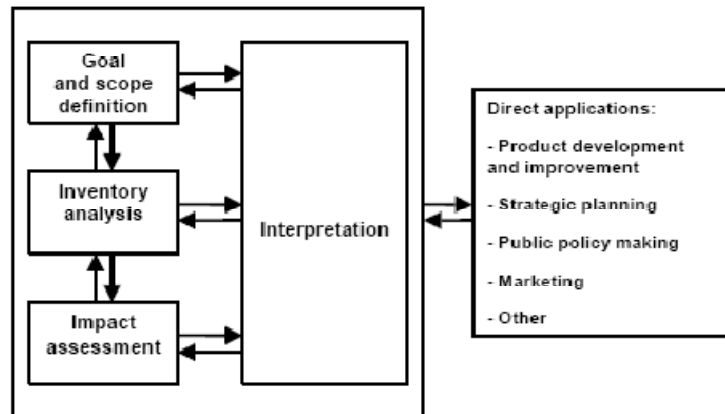 Goal
and scope
definition
Inventory
analysis
Impact
assessment
Interpretation
Direct applications:
- Product development
and improvement
- Strategic planning
- Public policy making
- Marketing
- Other